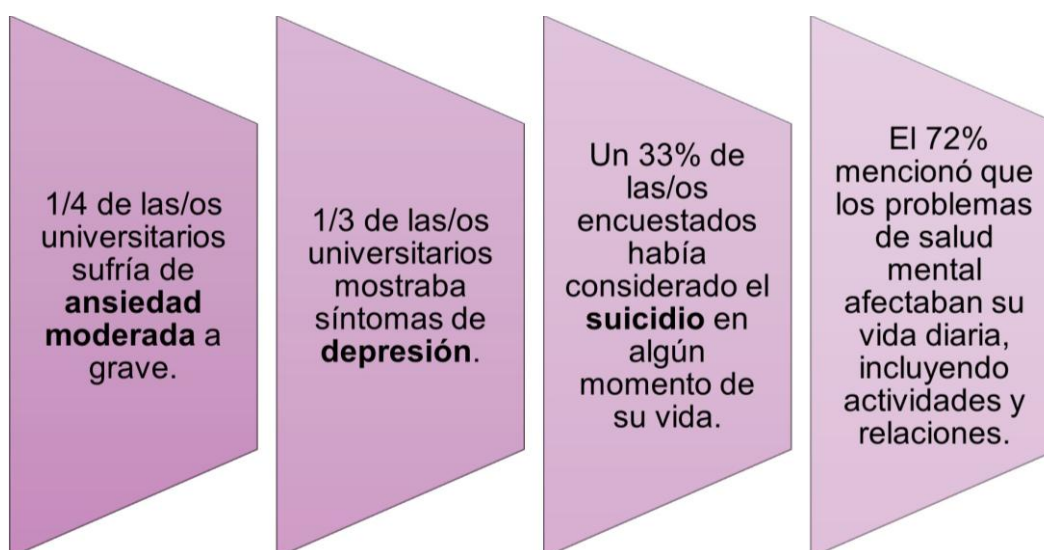 1/4 de las/os
universitarios
sufría de
ansiedad
moderada a
grave.
1/3 de las/os
universitarios
mostraba
síntomas de
depresión.
Un 33% de
las/os
encuestados
había
considerado el
suicidio en
algún
momento de
su vida.
El 72%
mencionó que
los problemas
de salud
mental
afectaban su
vida diaria,
incluyendo
actividades y
relaciones.